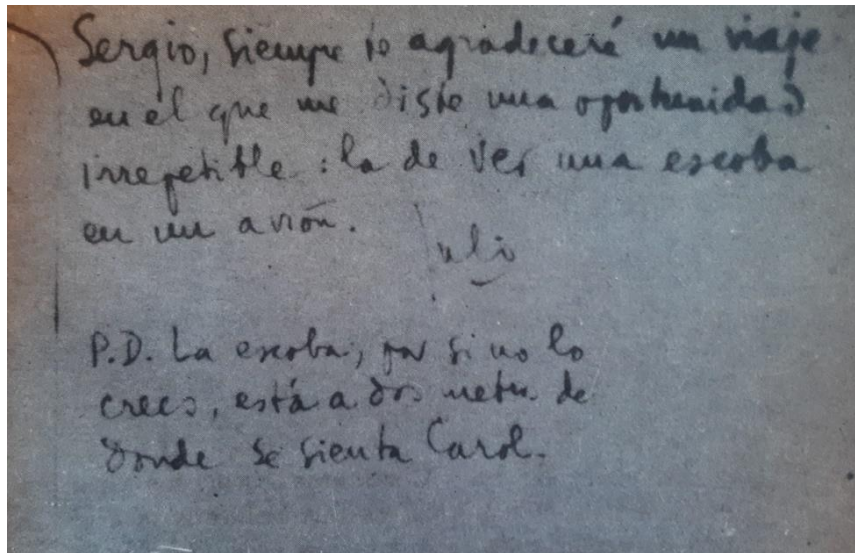 Sergio, siempre te agradeceré un viaje
en el que me diste una oportunidad
irrepetible: la de ver una escoba
en un avión.
Julio
P.D. La escoba, por si no lo
crees, está a dos metros de
donde se sienta Carol.